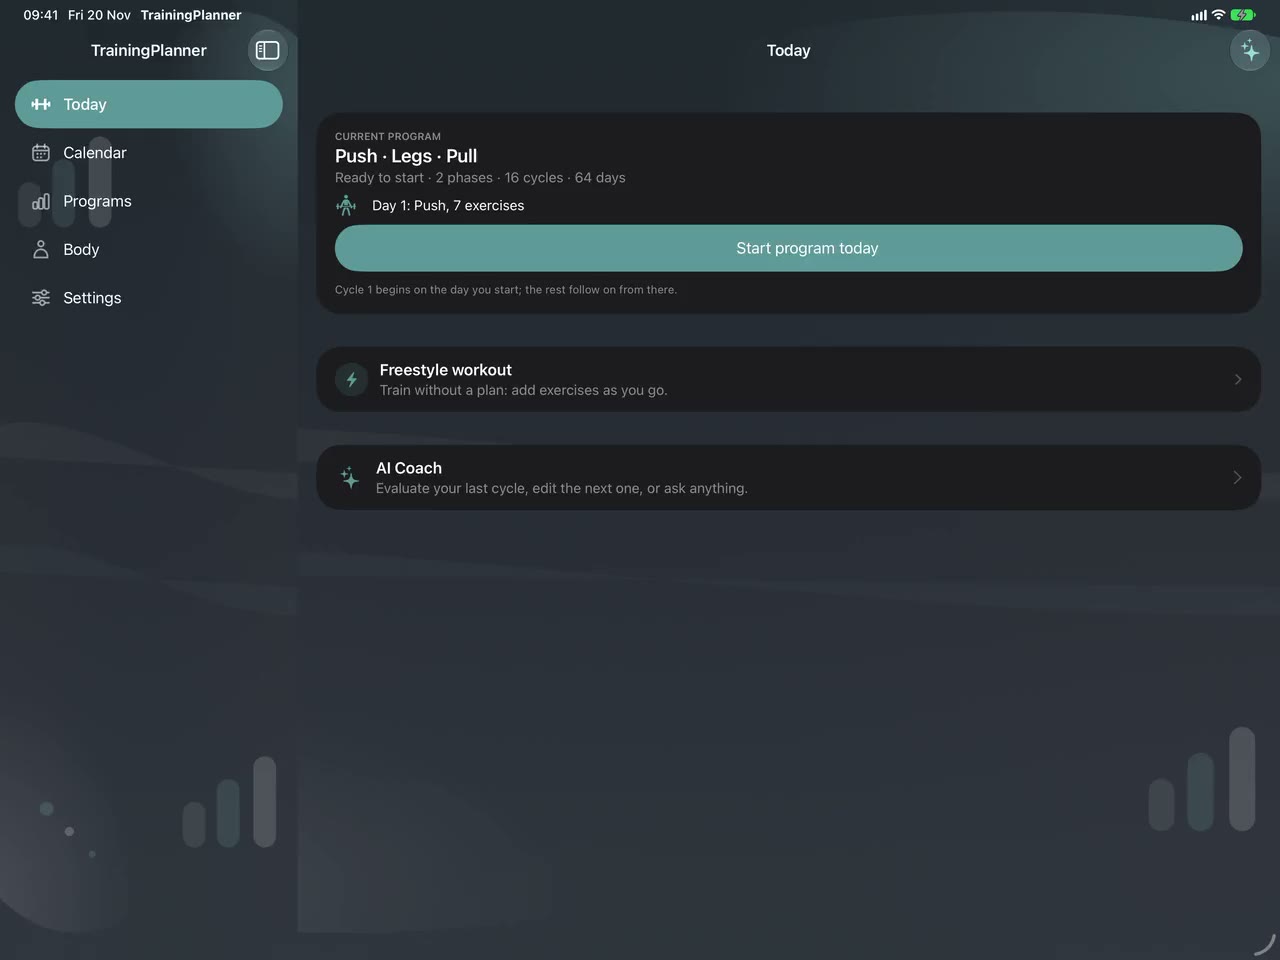 09:41 Fri 20 Nov TrainingPlanner
TrainingPlanner
Today
Calendar
Programs
Body
Settings
Today
CURRENT PROGRAM
Push · Legs · Pull
Ready to start · 2 phases · 16 cycles · 64 days
Day 1: Push, 7 exercises
Start program today
Cycle 1 begins on the day you start; the rest follow on from there.
Freestyle workout
Train without a plan: add exercises as you go.
AI Coach
Evaluate your last cycle, edit the next one, or ask anything.